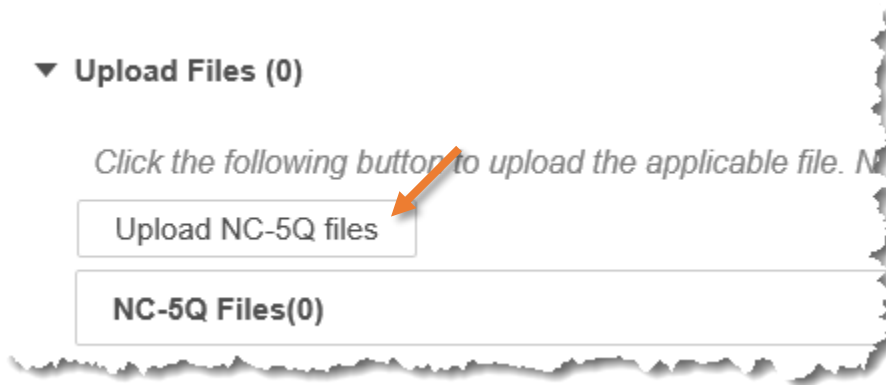 Upload Files (0)
Click the following button to upload the applicable file.
Upload NC-5Q files
NC-5Q Files(0)